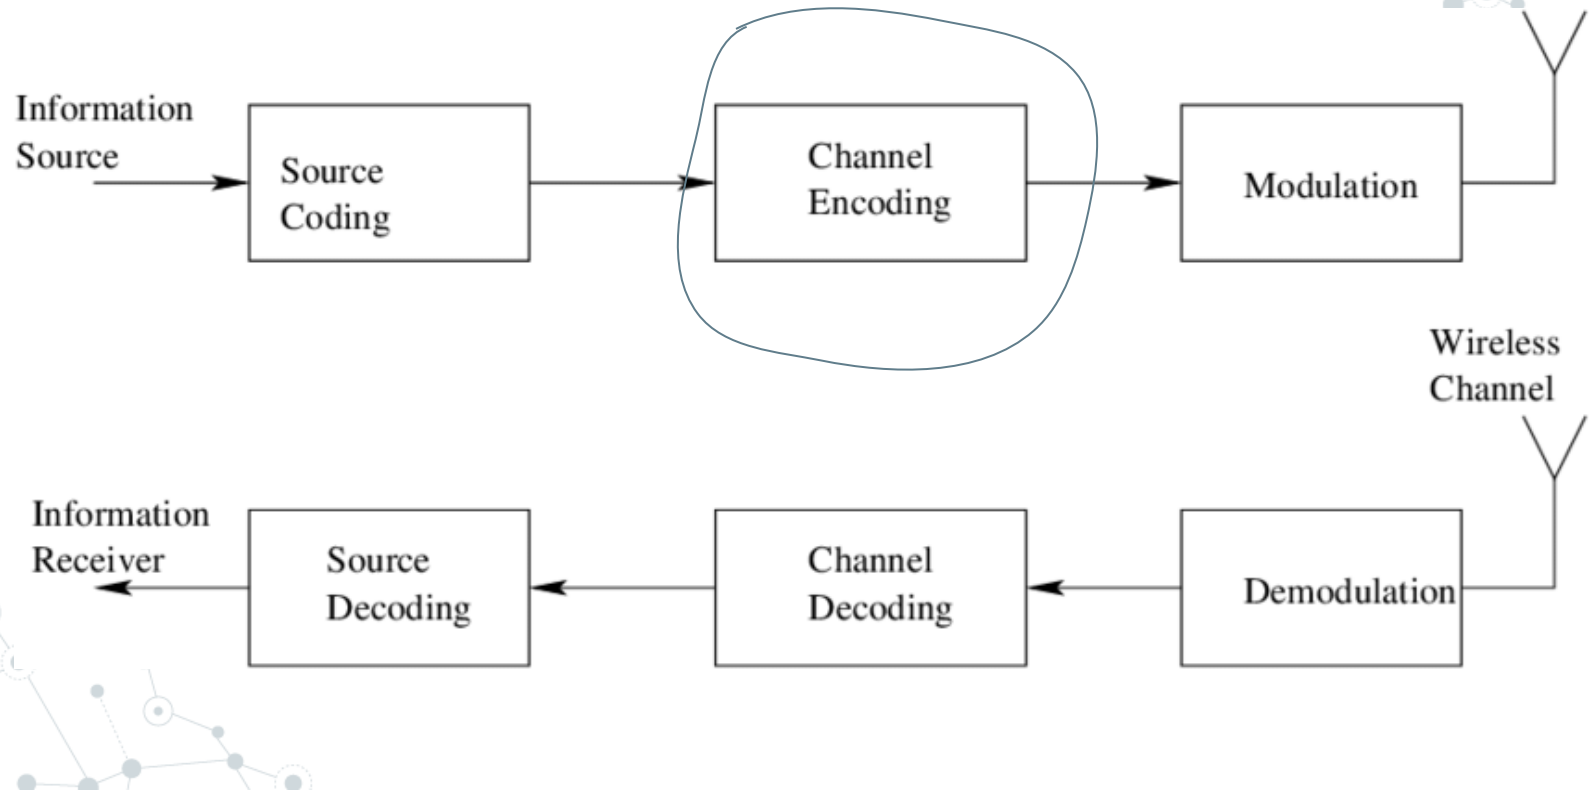 Information
Source
Source
Coding
Channel
Encoding
Modulation
Wireless
Channel
Information
Receiver
Source
Decoding
Channel
Decoding
Demodulation